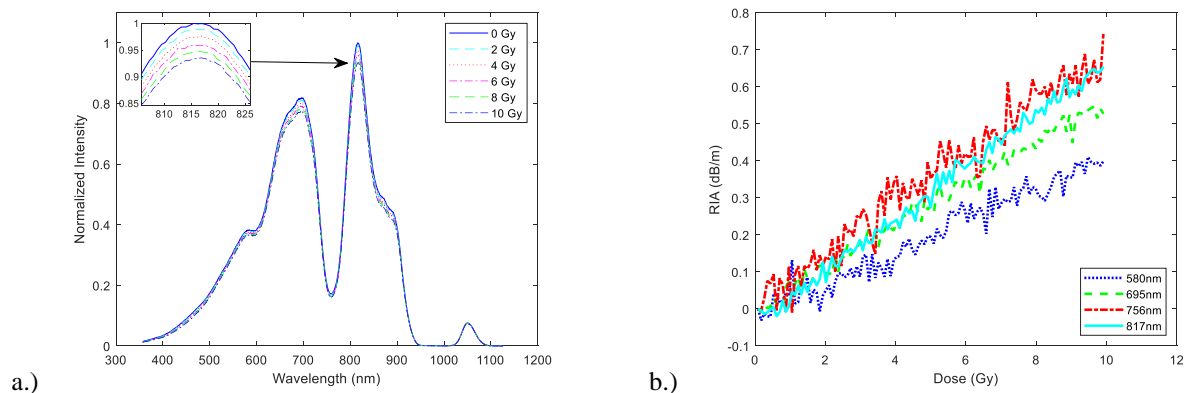 1
0.95
0.9
0.85
810 815 820 825
0 Gy
2 Gy
4 Gy
6 Gy
8 Gy
10 Gy
1.2
1
0.8
0.6
0.4
0.2
0
Normalized Intensity
300 400 500 600 700 800 900 1000 1100 1200
Wavelength (nm)
a.)
0.8
0.7
0.6
0.5
0.4
0.3
0.2
0.1
0
-0.1
RIA (dB/m)
580nm
695nm
756nm
817nm
0 2 4 6 8 10 12
Dose (Gy)
b.)